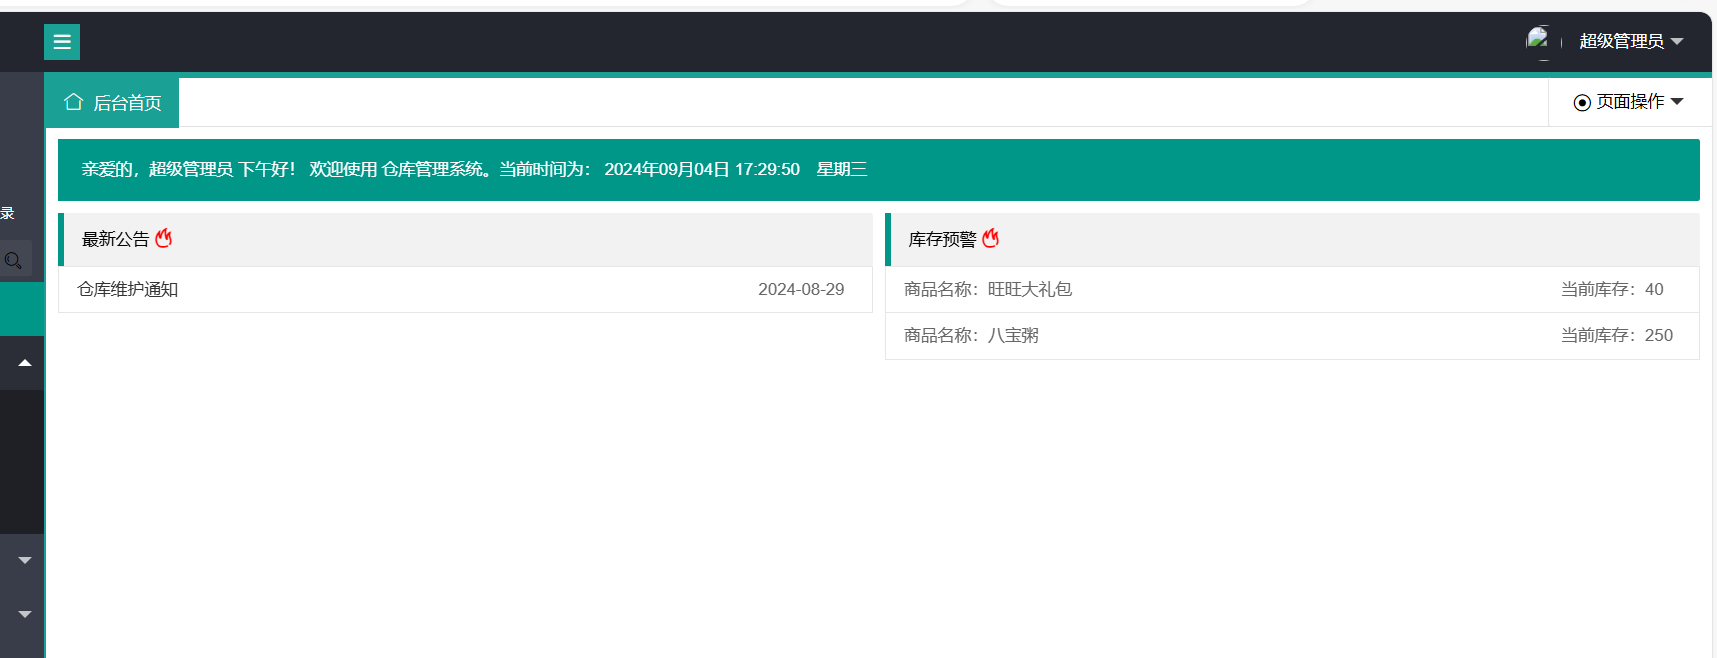 超级管理员
后台首页
页面操作
亲爱的，超级管理员 下午好！ 欢迎使用 仓库管理系统。当前时间为： 2024年09月04日 17:29:50 星期三
录
最新公告
仓库维护通知 2024-08-29
库存预警
商品名称：旺旺大礼包 当前库存：40
商品名称：八宝粥 当前库存：250